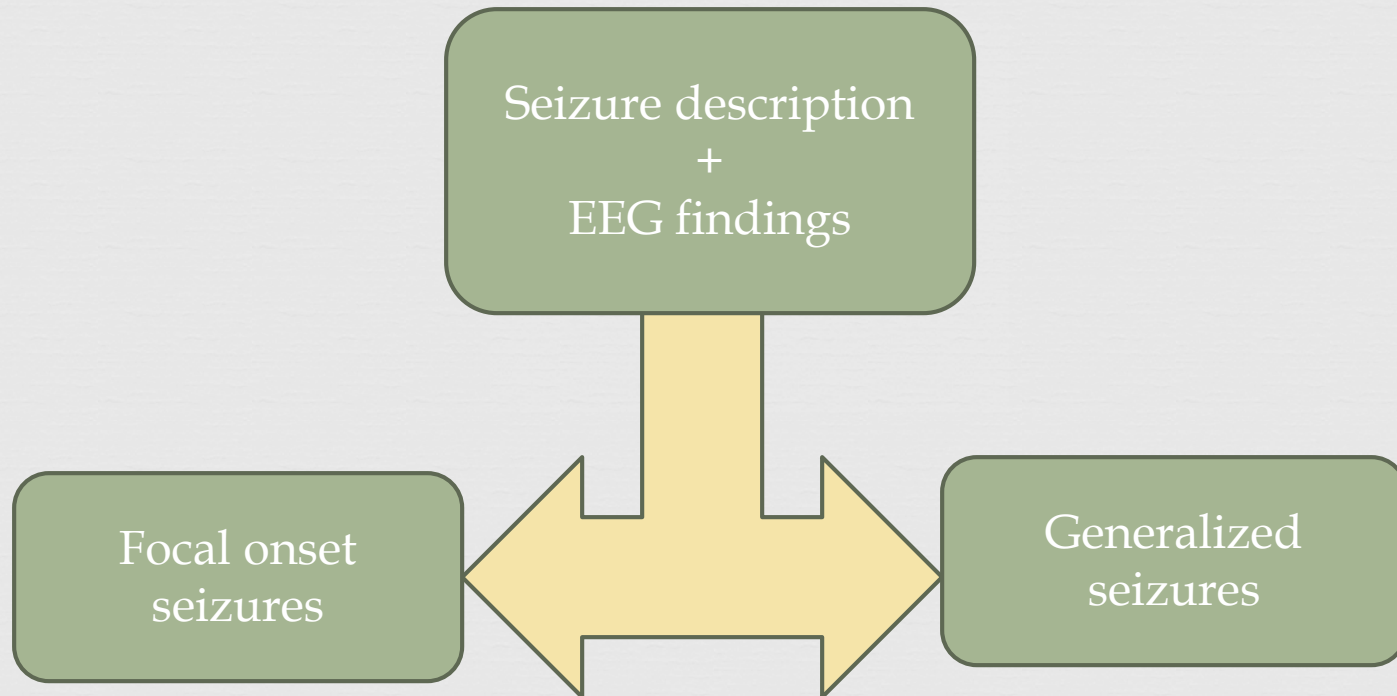 Seizure description
+
EEG findings
Focal onset
seizures
Generalized
seizures